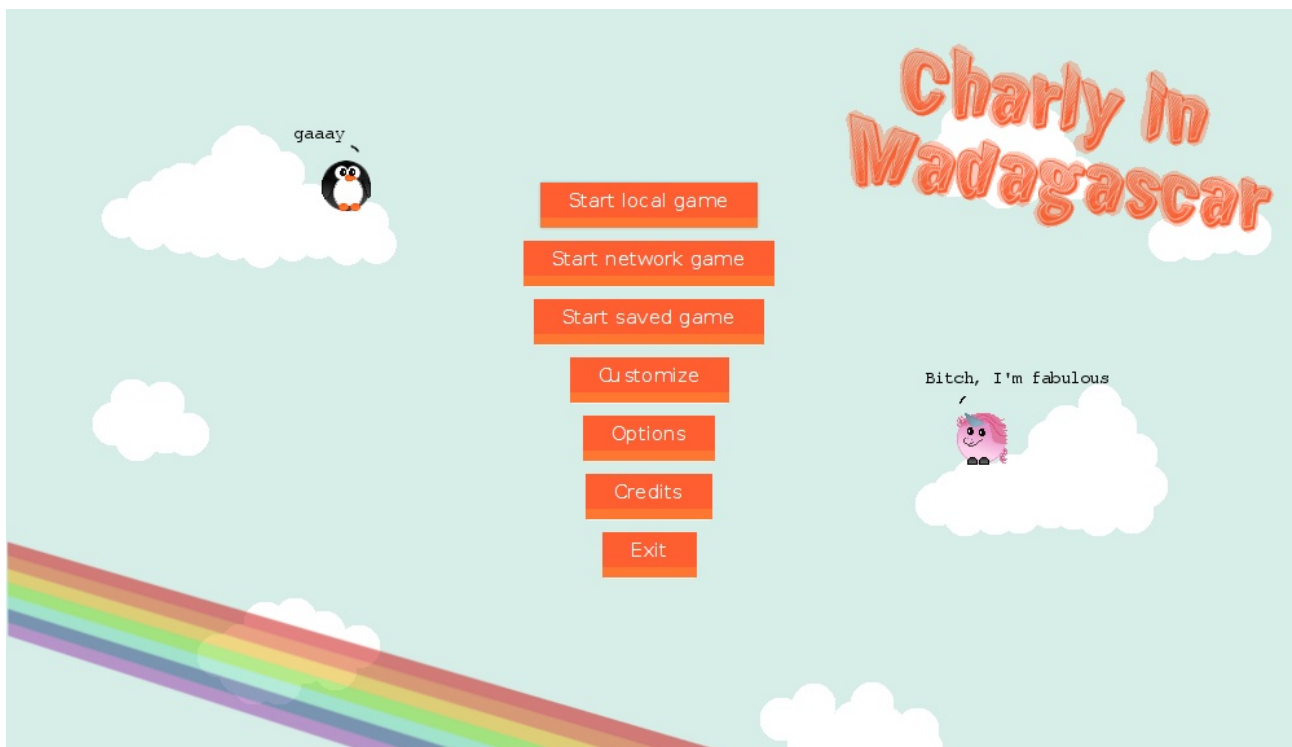 Charly in
Madagascar
gaaay
Start local game
Start network game
Start saved game
Customize
Options
Credits
Exit
Bitch, I'm fabulous